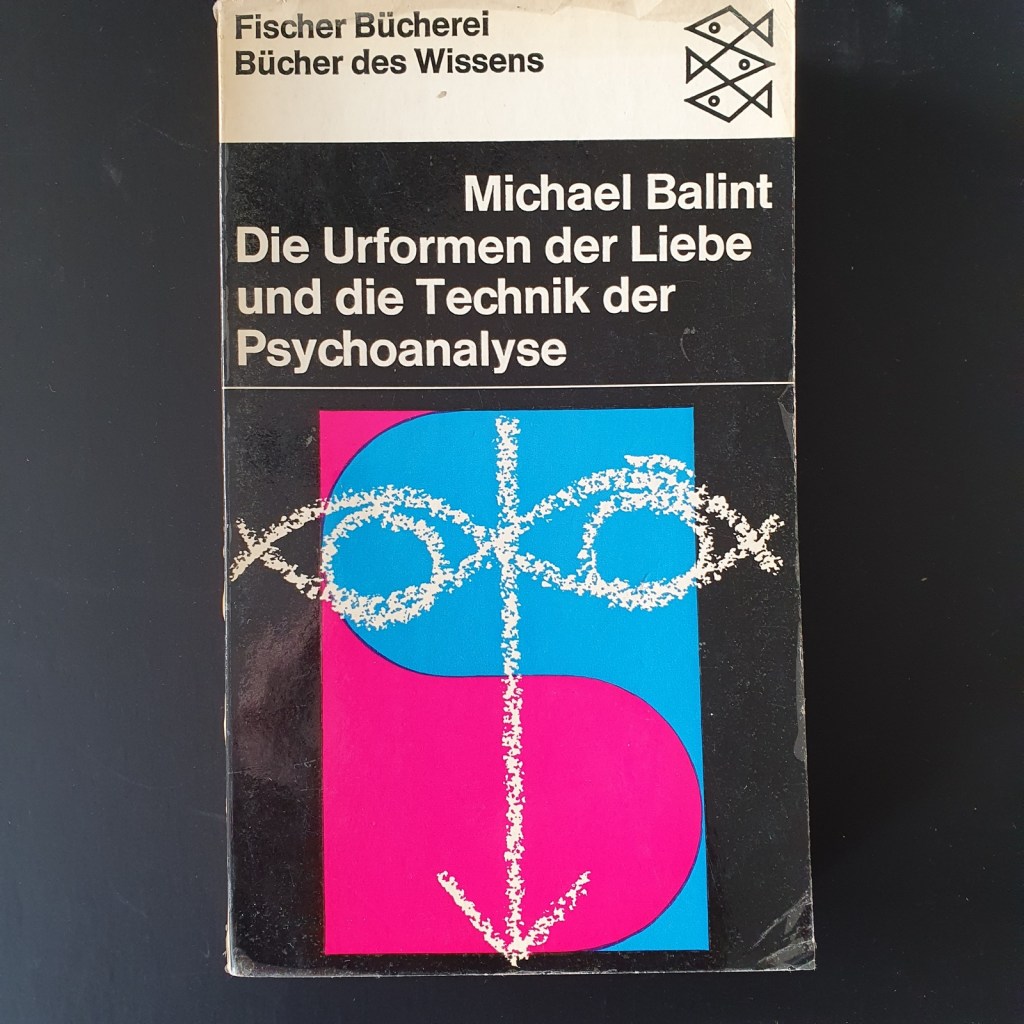 Fischer Bücherei
Bücher des Wissens
Michael Balint
Die Urformen der Liebe
und die Technik der
Psychoanalyse